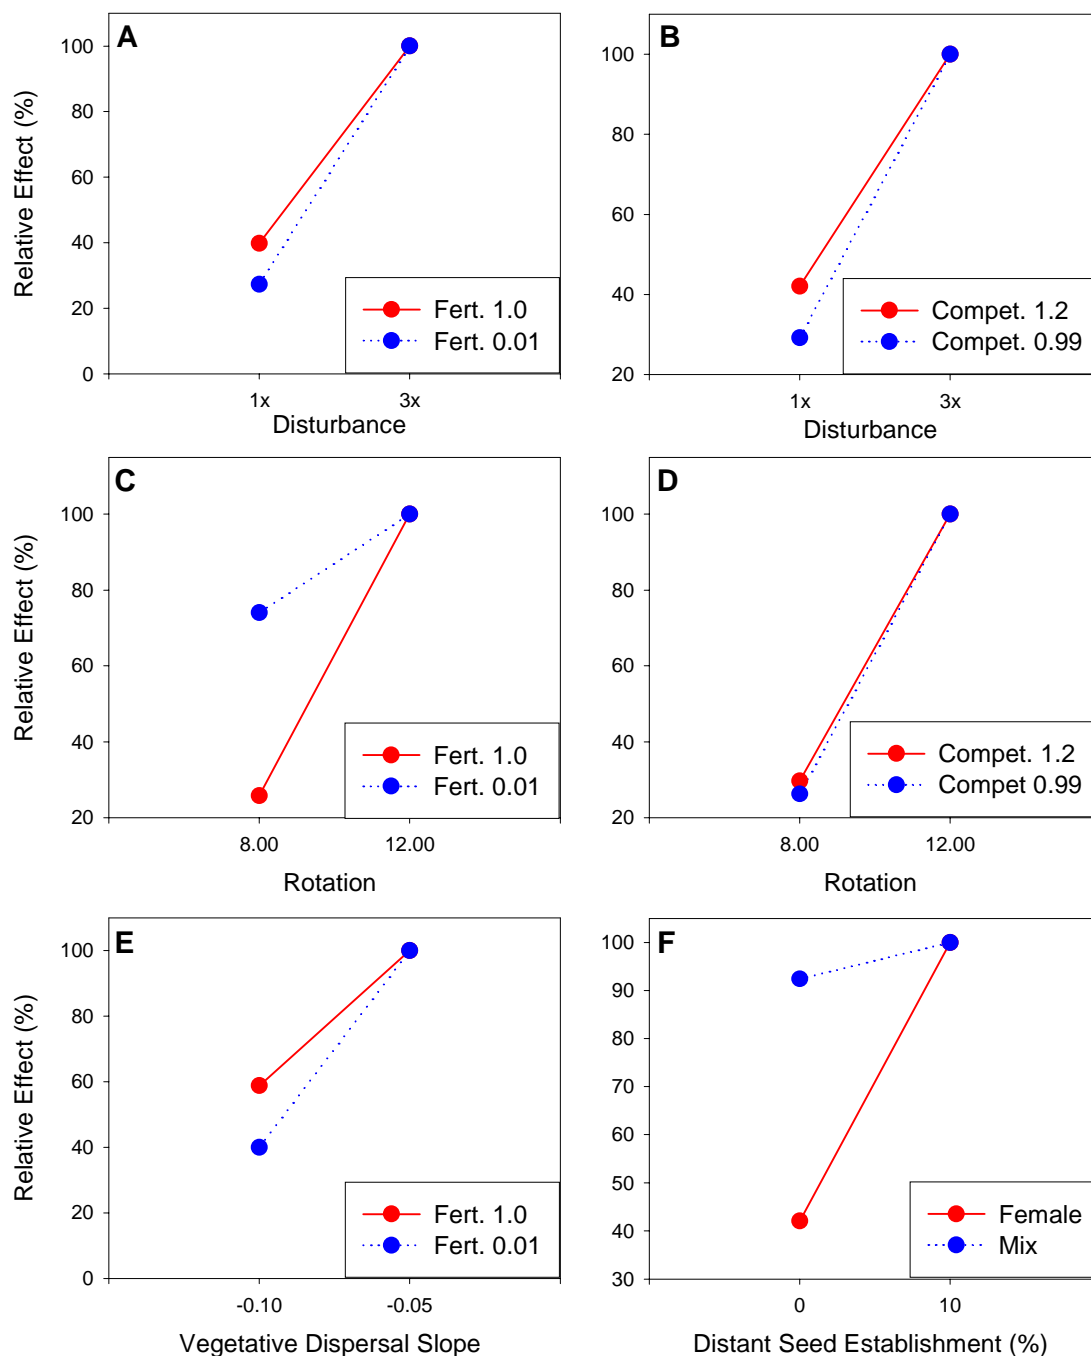 A
Relative Effect (%)
100
80
60
40
20
0
Fert. 1.0
Fert. 0.01
1x 3x
Disturbance
B
100
80
60
40
20
Compet. 1.2
Compet. 0.99
1x 3x
Disturbance
C
Relative Effect (%)
100
80
60
40
20
Fert. 1.0
Fert. 0.01
8.00 12.00
Rotation
D
100
80
60
40
20
Compet. 1.2
Compet 0.99
8.00 12.00
Rotation
E
Relative Effect (%)
100
80
60
40
20
0
Fert. 1.0
Fert. 0.01
-0.10 -0.05
Vegetative Dispersal Slope
F
100
90
80
70
60
50
40
30
Female
Mix
0 10
Distant Seed Establishment (%)